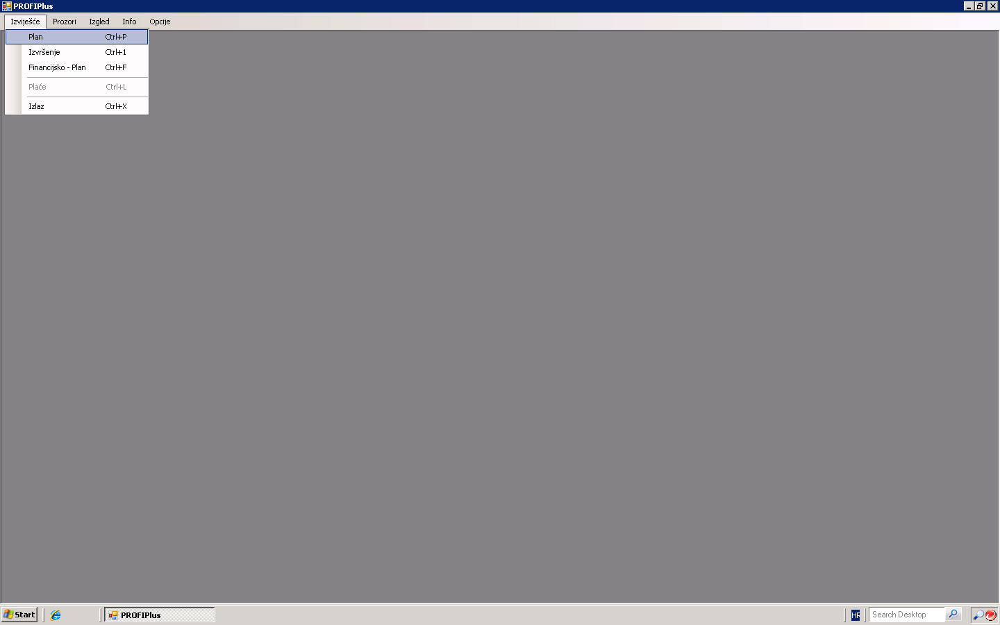 PROFIPlus
Izviješće Prozori Izgled Info Opcije
Plan Ctrl+P
Izvršenje Ctrl+1
Financijsko - Plan Ctrl+F
Plaće Ctrl+L
Izlaz Ctrl+X
Start PROFIPlus HR Search Desktop